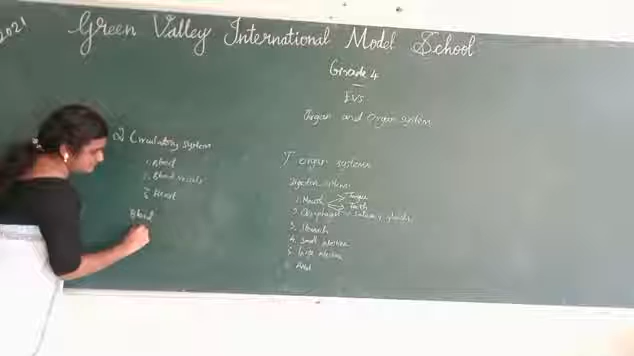 2021
Green Valley International Model School
Grade 4
EVS
Organ and Organ system
2) Circulatory system
1. Blood
2. Blood vessels
3. Heart
Blood
7 organ systems
Digestive system
1. Mouth
Tongue
Teeth
2. Oesophagus salivary glands
3. Stomach
4. Small intestine
5. Large intestine